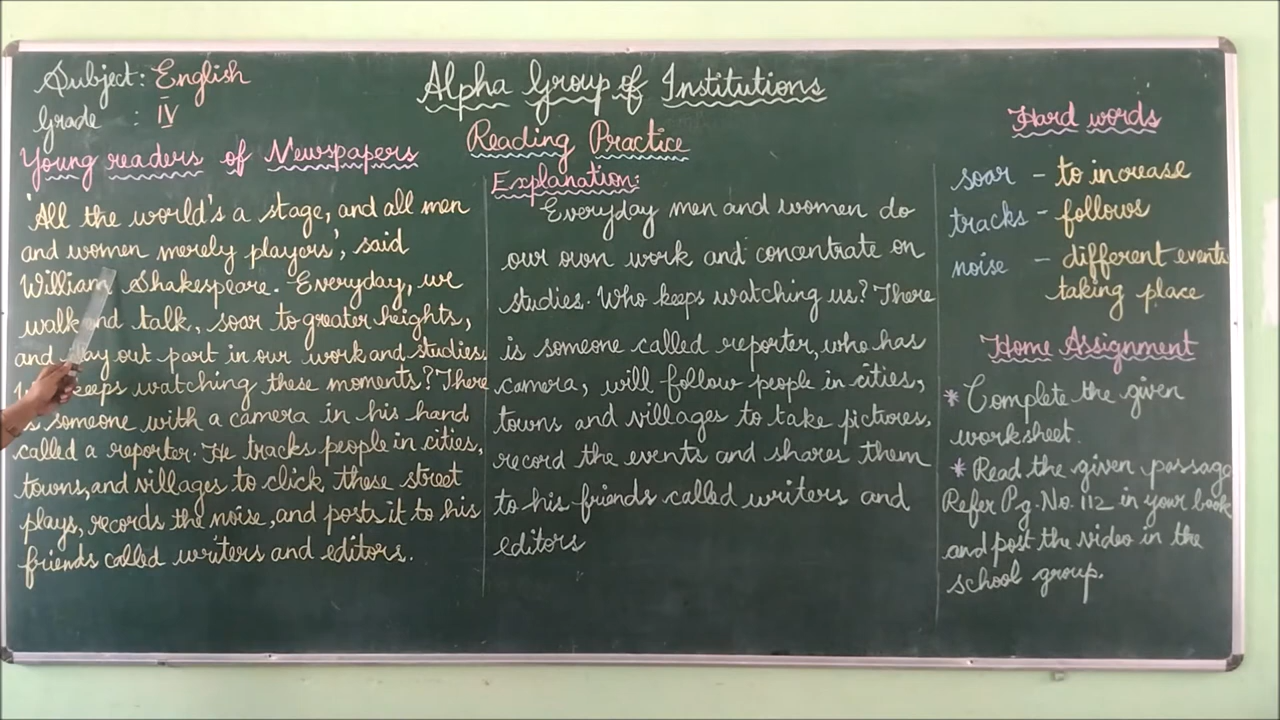 Subject: English
Grade : IV
Alpha Group of Institutions
Reading Practice
Young readers of Newspapers
'All the world's a stage, and all men
and women merely players', said
William Shakespeare. Everyday, we
walk and talk, soar to greater heights,
and play out part in our work and studies.
keeps watching these moments? There
is someone with a camera in his hand
called a reporter. He tracks people in cities,
towns, and villages to click these street
plays, records the noise, and posts it to his
friends called writers and editors.
Explanation:
Everyday men and women do
our own work and concentrate on
studies. Who keeps watching us? There
is someone called reporter, who has
camera, will follow people in cities,
towns and villages to take pictures,
record the events and shares them
to his friends called writers and
editors
Hard words
soar - to increase
tracks - follows
noise - different events
taking place
Home Assignment
* Complete the given
worksheet.
* Read the given passage
Refer Pg. No. 112 in your book
and post the video in the
school group.